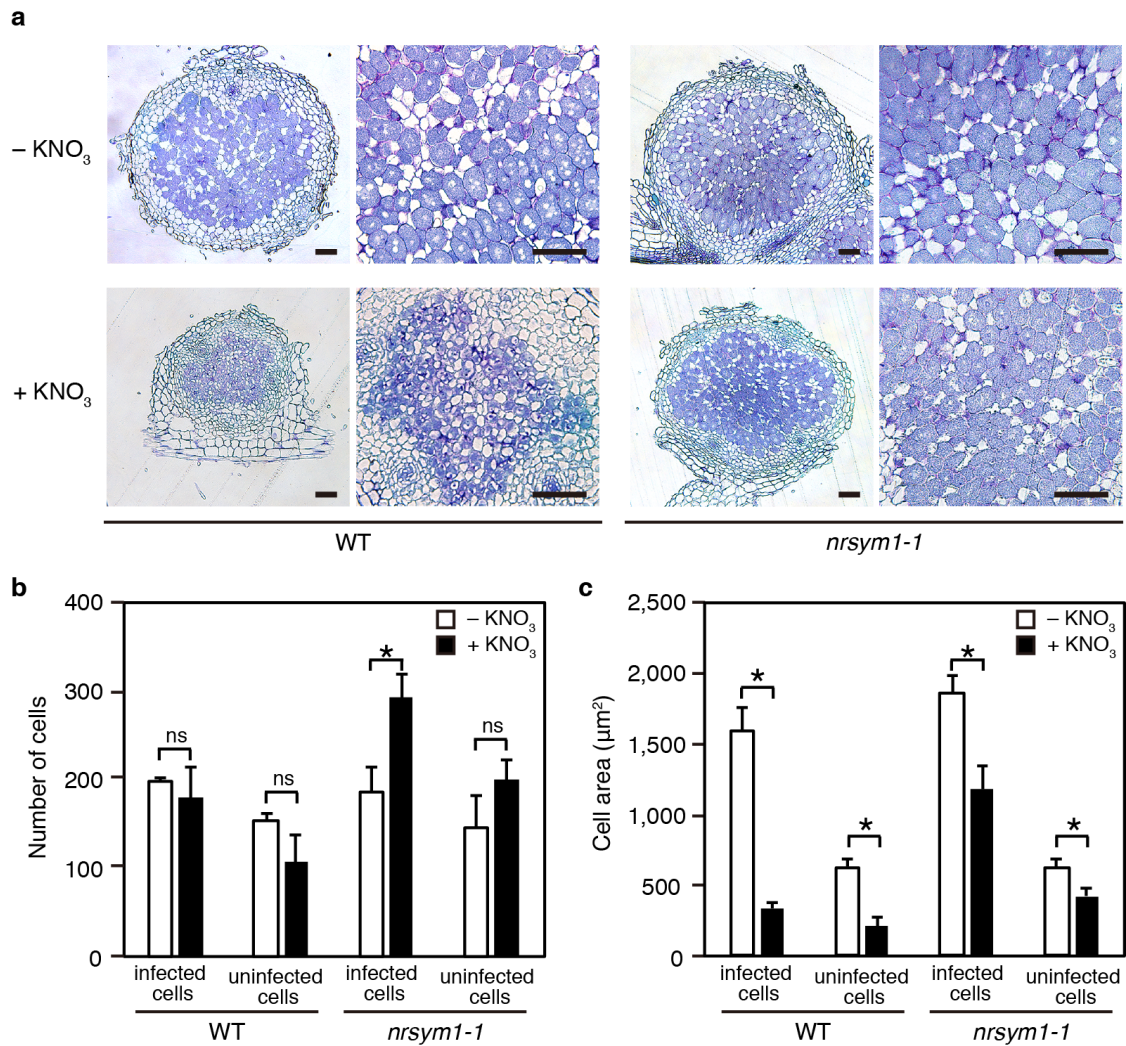 a
– KNO3
+ KNO3
WT
nrsym1-1
b
400
300
200
100
0
Number of cells
– KNO3
+ KNO3
ns
ns
*
ns
infected cells
uninfected cells
infected cells
uninfected cells
WT
nrsym1-1
c
2,500
2,000
1,500
1,000
500
0
Cell area (µm2)
– KNO3
+ KNO3
*
*
*
*
infected cells
uninfected cells
infected cells
uninfected cells
WT
nrsym1-1